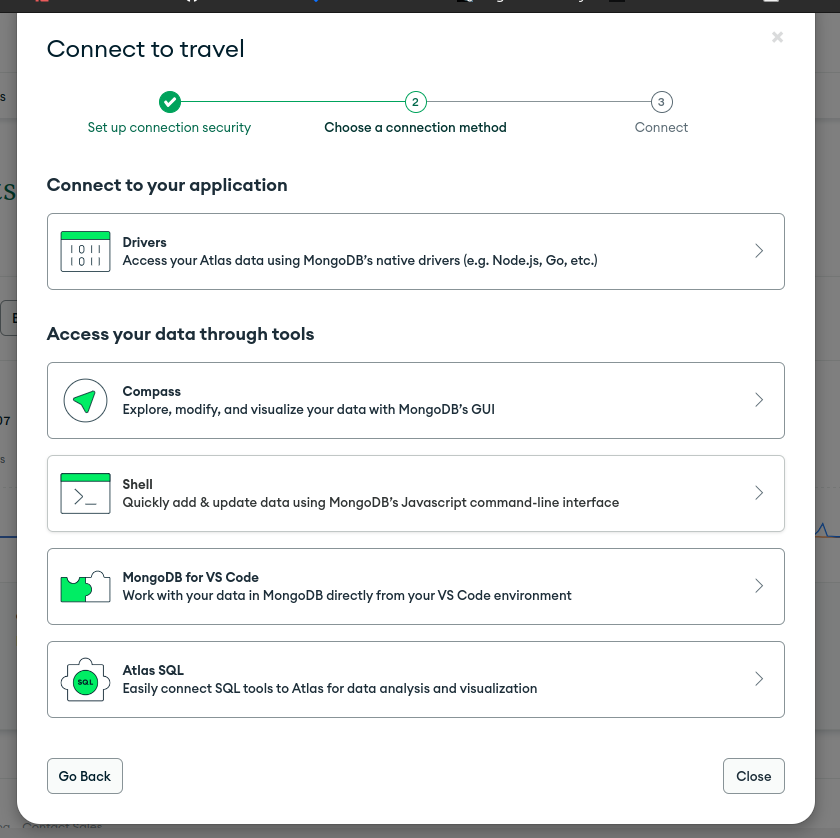 Connect to travel
2
3
Set up connection security
Choose a connection method
Connect
Connect to your application
Drivers
Access your Atlas data using MongoDB's native drivers (e.g. Node.js, Go, etc.)
Access your data through tools
Compass
Explore, modify, and visualize your data with MongoDB's GUI
Shell
Quickly add & update data using MongoDB's Javascript command-line interface
MongoDB for VS Code
Work with your data in MongoDB directly from your VS Code environment
SQL
Atlas SQL
Easily connect SQL tools to Atlas for data analysis and visualization
Go Back
Close
Contact Sales